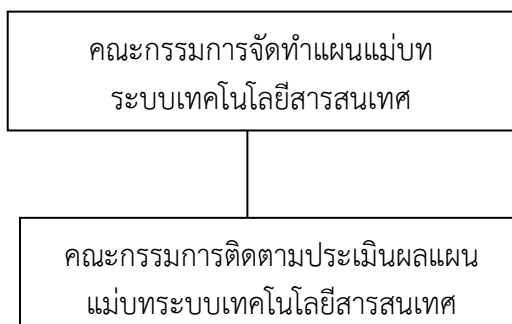 คณะกรรมการจัดทำแผนแม่บท
ระบบเทคโนโลยีสารสนเทศ
คณะกรรมการติดตามประเมินผลแผน
แม่บทระบบเทคโนโลยีสารสนเทศ